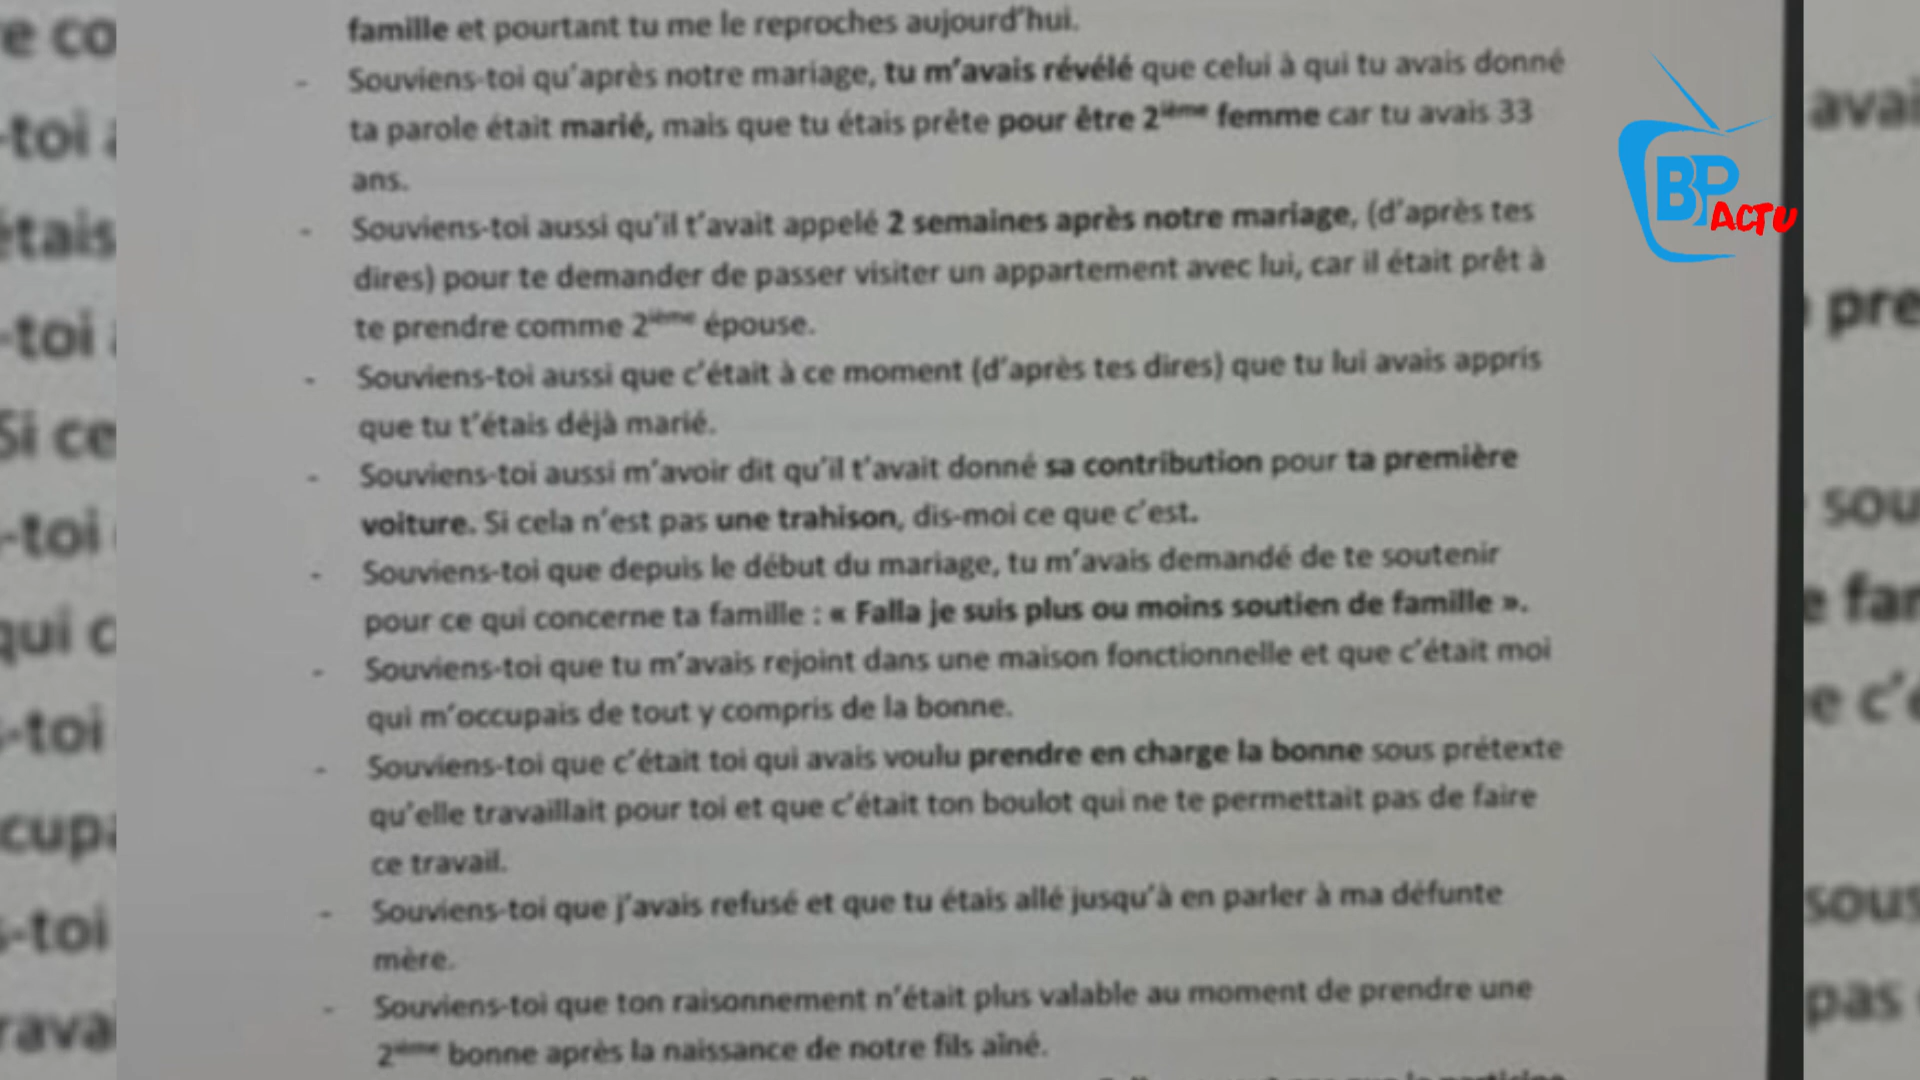 famille et pourtant tu me le reproches aujourd'hui.
- Souviens-toi qu'après notre mariage, tu m'avais révélé que celui à qui tu avais donné
ta parole était marié, mais que tu étais prête pour être 2ième femme car tu avais 33
ans.
- Souviens-toi aussi qu'il t'avait appelé 2 semaines après notre mariage, (d'après tes
dires) pour te demander de passer visiter un appartement avec lui, car il était prêt à
te prendre comme 2ième épouse.
- Souviens-toi aussi que c'était à ce moment (d'après tes dires) que tu lui avais appris
que tu t'étais déjà marié.
- Souviens-toi aussi m'avoir dit qu'il t'avait donné sa contribution pour ta première
voiture. Si cela n'est pas une trahison, dis-moi ce que c'est.
- Souviens-toi que depuis le début du mariage, tu m'avais demandé de te soutenir
pour ce qui concerne ta famille : « Falla je suis plus ou moins soutien de famille ».
- Souviens-toi que tu m'avais rejoint dans une maison fonctionnelle et que c'était moi
qui m'occupais de tout y compris de la bonne.
- Souviens-toi que c'était toi qui avais voulu prendre en charge la bonne sous prétexte
qu'elle travaillait pour toi et que c'était ton boulot qui ne te permettait pas de faire
ce travail.
- Souviens-toi que j'avais refusé et que tu étais allé jusqu'à en parler à ma défunte
mère.
- Souviens-toi que ton raisonnement n'était plus valable au moment de prendre une
2ième bonne après la naissance de notre fils aîné.
BP ACTU